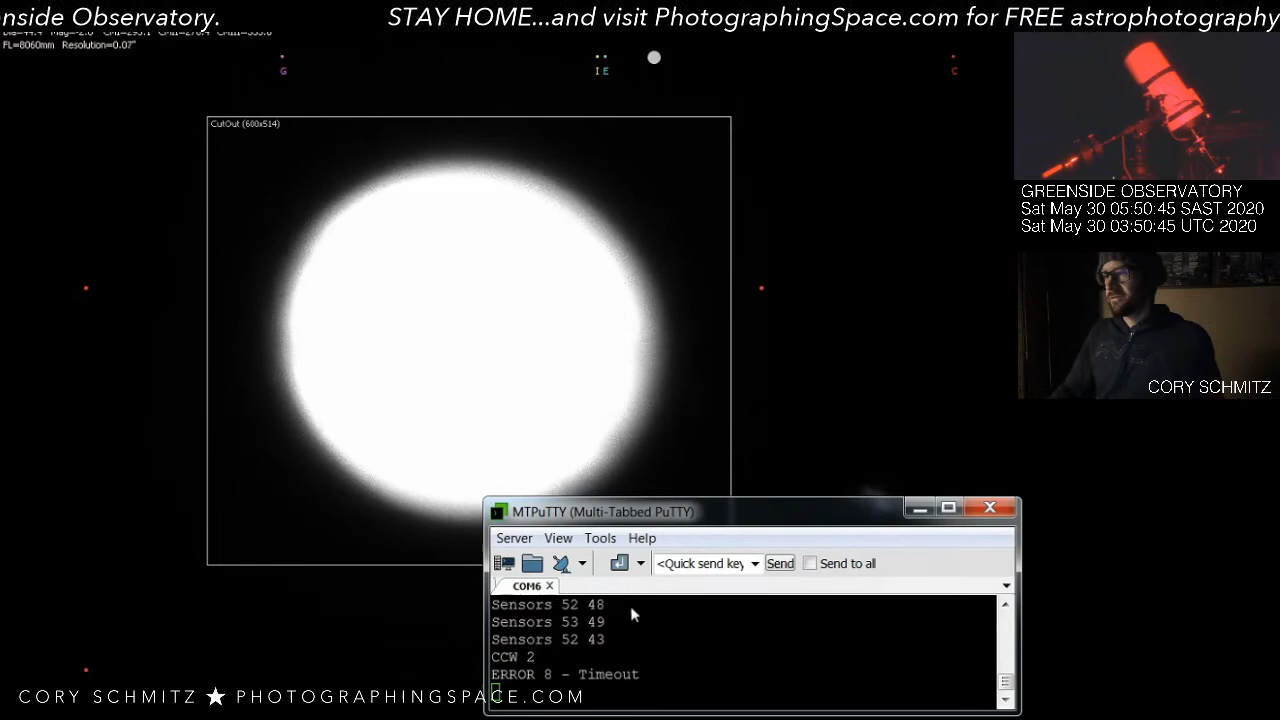 enside Observatory.
STAY HOME...and visit PhotographingSpace.com for FREE astrophotography
FL=8060mm Resolution=0.07"
G
I E
C
CutOut (600x514)
GREENSIDE OBSERVATORY
Sat May 30 05:50:45 SAST 2020
Sat May 30 03:50:45 UTC 2020
CORY SCHMITZ
MTPuTTY (Multi-Tabbed PuTTY)
Server View Tools Help
<Quick send key Send Send to all
COM6
Sensors 52 48
Sensors 53 49
Sensors 52 43
CCW 2
ERROR 8 - Timeout
CORY SCHMITZ ★ PHOTOGRAPHINGSPACE.COM